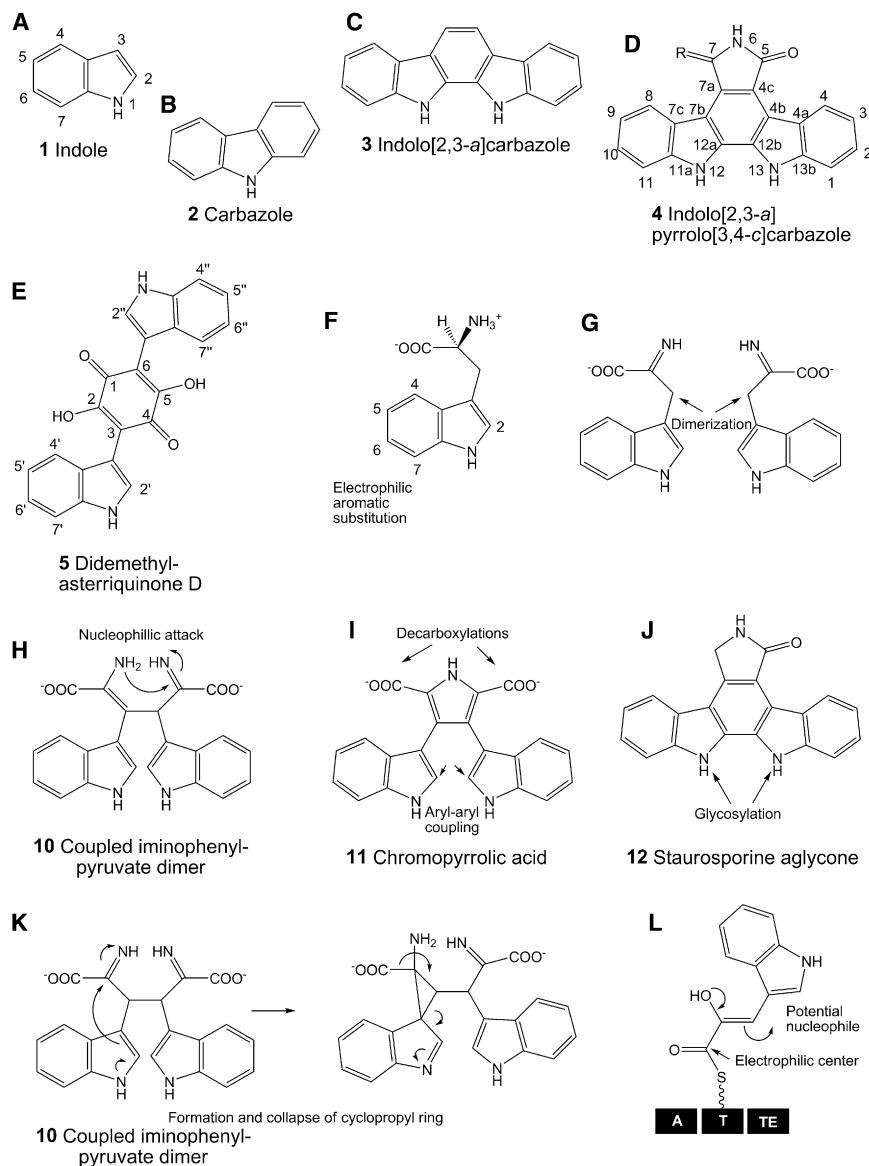 A
4
3
5
2
6
N
H
1
7
1 Indole
B
N
H
2 Carbazole
C
NH
HN
3 Indolo[2,3-a]carbazole
D
H
N
6
7
5
R
O
7a
4c
8
4
9
7c
7b
4b
4a
3
12a
12b
10
2
11a
NH
HN
13b
11
12
13
1
4 Indolo[2,3-a]
pyrrolo[3,4-c]carbazole
E
H
N
4"
5"
2"
6"
7"
O
6
1
OH
2
5
HO
4
3
O
4'
5'
2'
6'
N
H
7'
5 Didemethyl-
asterriquinone D
F
H
NH3+
-OOC
4
5
2
6
N
H
7
Electrophilic
aromatic
substitution
G
NH
HN
-OOC
COO-
Dimerization
N
H
N
H
H
Nucleophillic attack
NH2
HN
-OOC
COO-
N
H
N
H
10 Coupled iminophenyl-
pyruvate dimer
I
Decarboxylations
H
N
-OOC
COO-
N
H
N
H
Aryl-aryl
coupling
11 Chromopyrrolic acid
J
H
N
O
N
H
N
H
Glycosylation
12 Staurosporine aglycone
K
NH
HN
-OOC
COO-
N
H
N
H
NH2
HN
-OOC
COO-
N
N
H
Formation and collapse of cyclopropyl ring
10 Coupled iminophenyl-
pyruvate dimer
L
NH
HO
Potential
nucleophile
O
Electrophilic center
S
A
T
TE